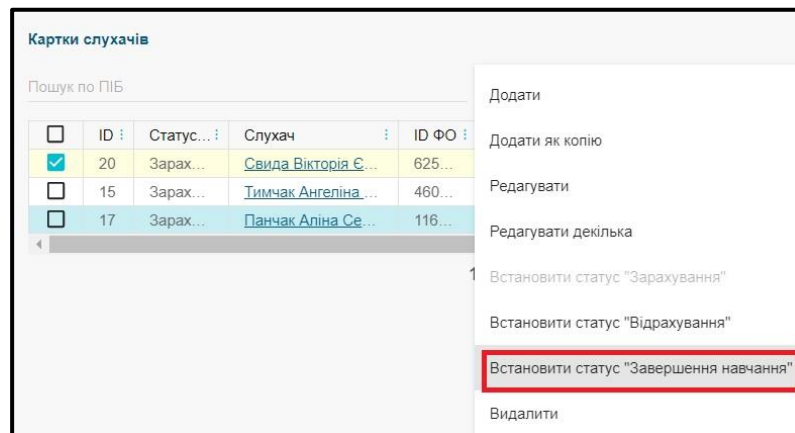 Картки слухачів
Пошук по ПІБ
ID Статус... Слухач ID ФО
20 Зарах... Свида Вікторія Є... 625...
15 Зарах... Тимчак Ангеліна ... 460...
17 Зарах... Панчак Аліна Се... 116...
1
Додати
Додати як копію
Редагувати
Редагувати декілька
Встановити статус "Зарахування"
Встановити статус "Відрахування"
Встановити статус "Завершення навчання"
Видалити